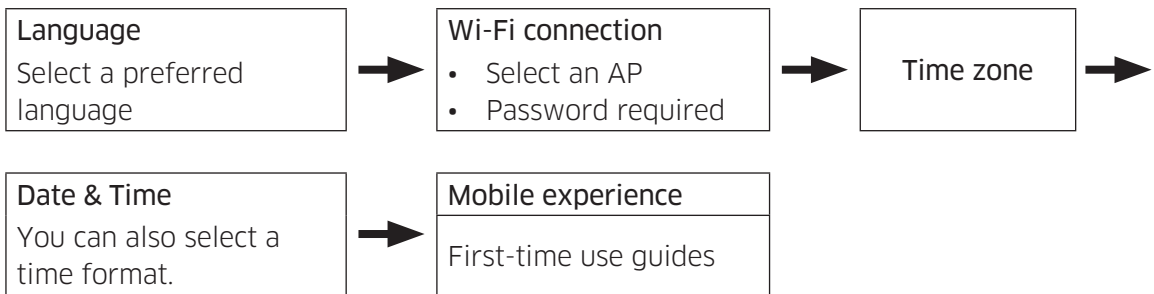 Language
Select a preferred
language
Wi-Fi connection
• Select an AP
• Password required
Time zone
Date & Time
You can also select a
time format.
Mobile experience
First-time use guides